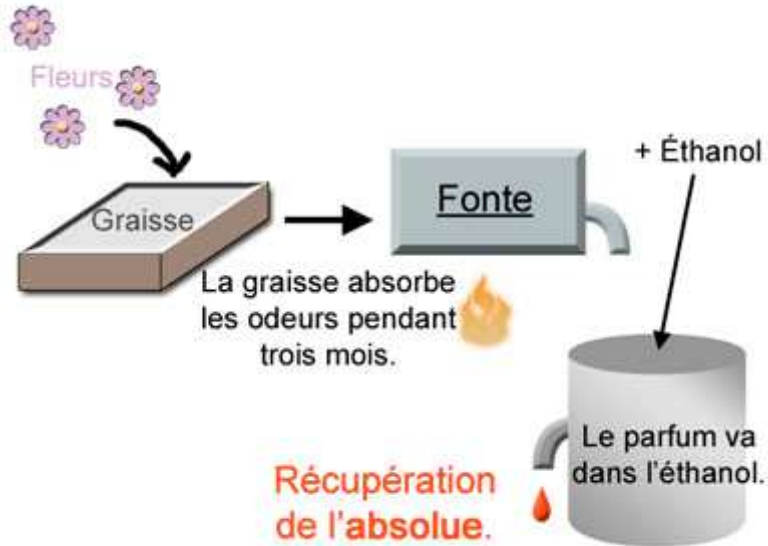 Fleurs
Graisse
Fonte
+ Éthanol
La graisse absorbe
les odeurs pendant
trois mois.
Le parfum va
dans l'éthanol.
Récupération
de l'absolue.